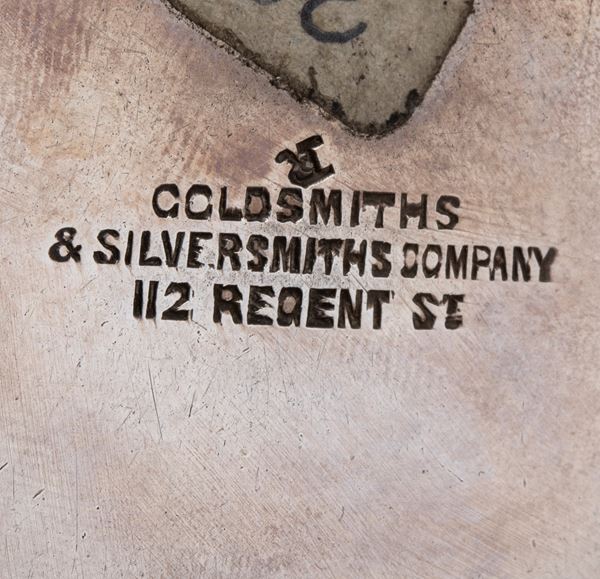 GOLDSMITHS
& SILVERSMITHS COMPANY
112 REGENT ST